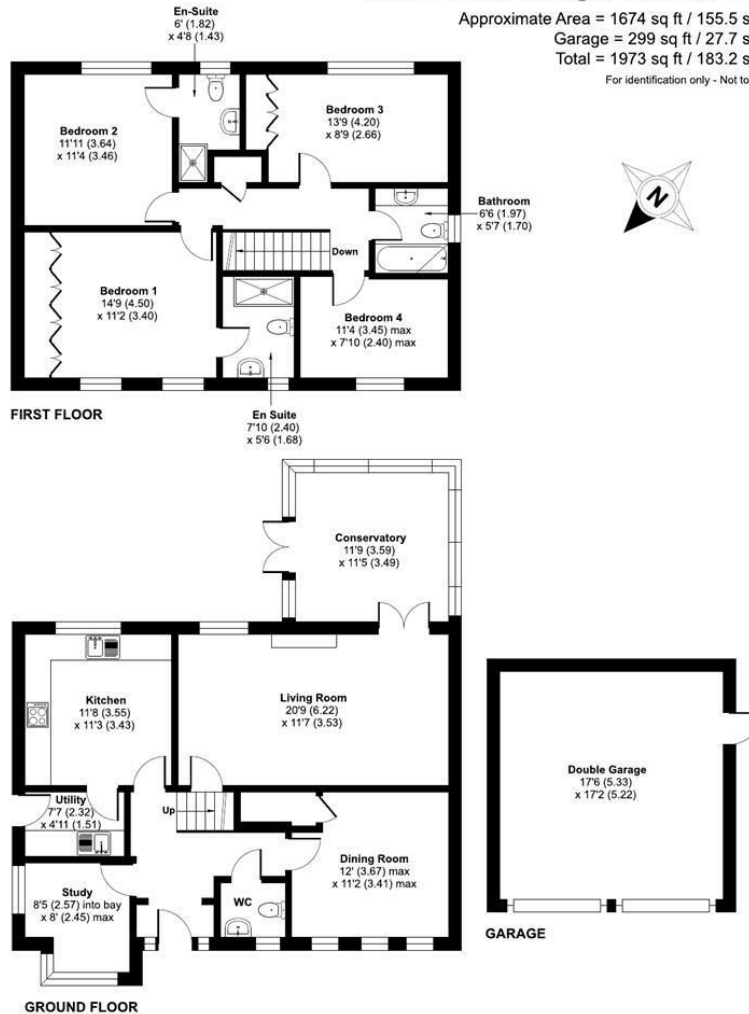 Approximate Area = 1674 sq ft / 155.5 s
Garage = 299 sq ft / 27.7 s
Total = 1973 sq ft / 183.2 s
For identification only - Not to
En-Suite
6' (1.82)
x 4'8 (1.43)
Bedroom 2
11'11 (3.64)
x 11'4 (3.46)
Bedroom 3
13'9 (4.20)
x 8'9 (2.66)
N
Bathroom
6'6 (1.97)
x 5'7 (1.70)
Down
Bedroom 1
14'9 (4.50)
x 11'2 (3.40)
Bedroom 4
11'4 (3.45) max
x 7'10 (2.40) max
FIRST FLOOR
En Suite
7'10 (2.40)
x 5'6 (1.68)
Conservatory
11'9 (3.59)
x 11'5 (3.49)
Kitchen
11'8 (3.55)
x 11'3 (3.43)
Living Room
20'9 (6.22)
x 11'7 (3.53)
Double Garage
17'6 (5.33)
x 17'2 (5.22)
Utility
7'7 (2.32)
x 4'11 (1.51)
Up
Dining Room
12' (3.67) max
x 11'2 (3.41) max
Study
8'5 (2.57) into bay
x 8' (2.45) max
WC
GARAGE
GROUND FLOOR